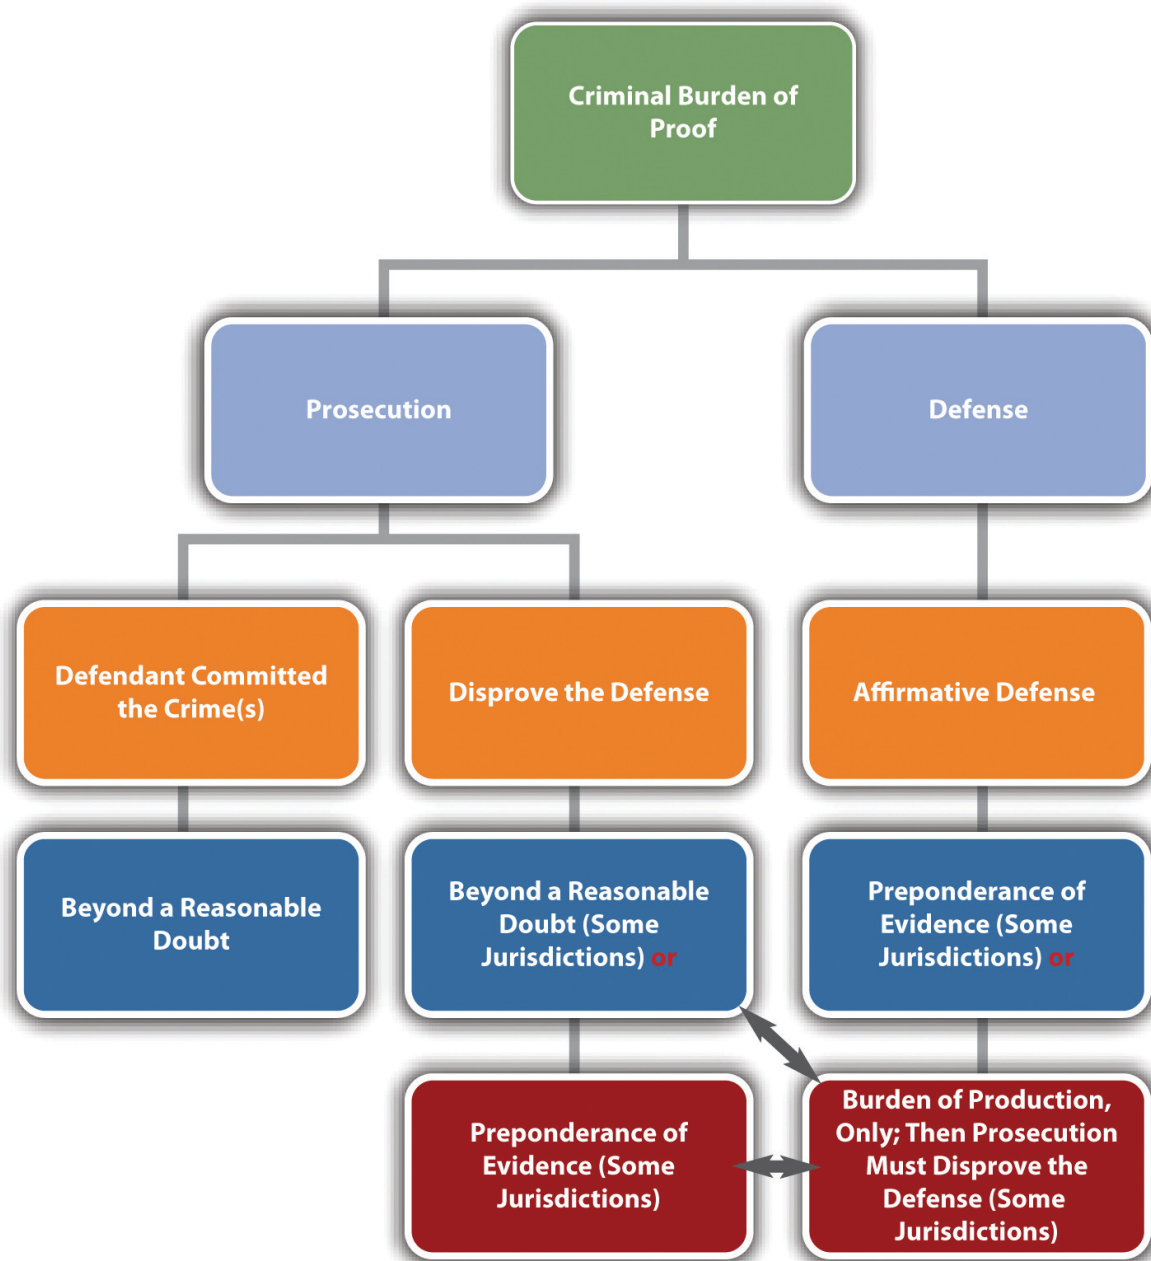 Criminal Burden of
Proof
Prosecution
Defense
Defendant Committed
the Crime(s)
Disprove the Defense
Affirmative Defense
Beyond a Reasonable
Doubt
Beyond a Reasonable
Doubt (Some
Jurisdictions) or
Preponderance of
Evidence (Some
Jurisdictions) or
Preponderance of
Evidence (Some
Jurisdictions)
Burden of Production,
Only; Then Prosecution
Must Disprove the
Defense (Some
Jurisdictions)